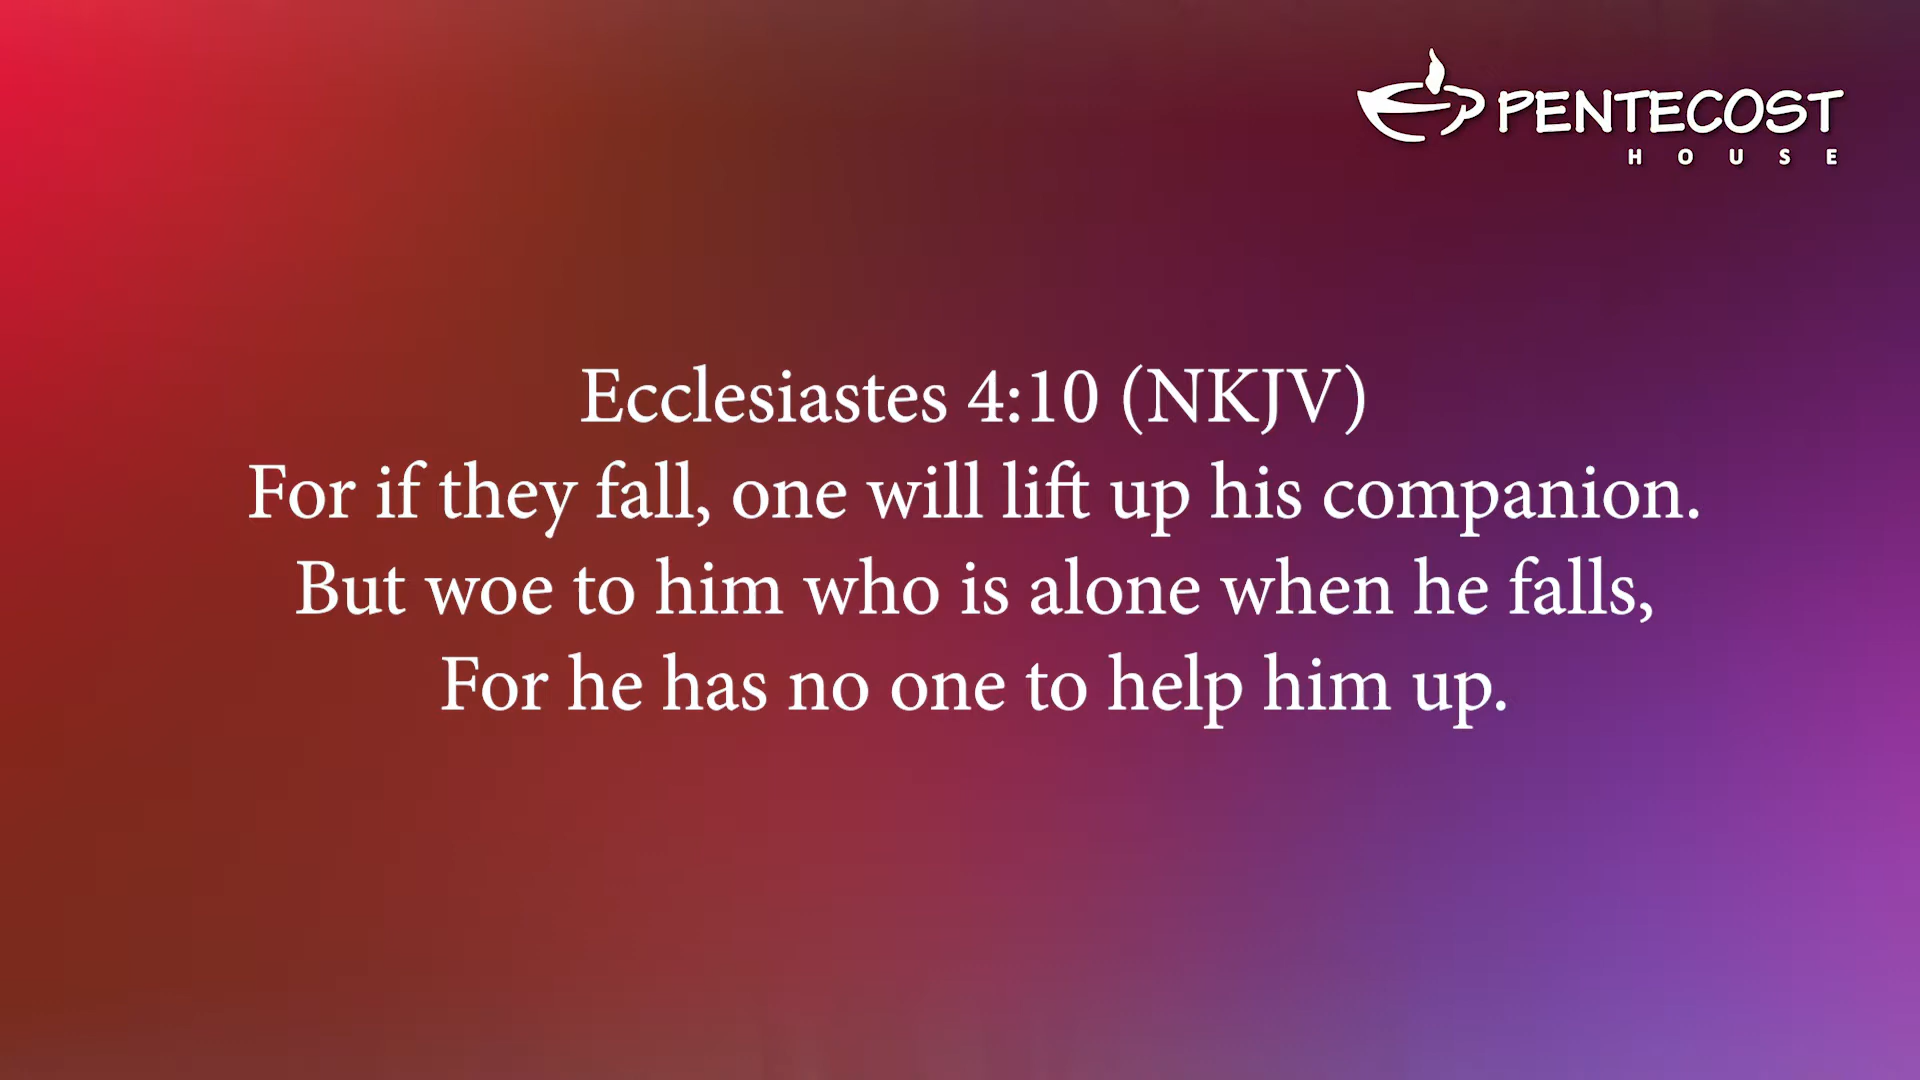 PENTECOST
HOUSE
Ecclesiastes 4:10 (NKJV)
For if they fall, one will lift up his companion.
But woe to him who is alone when he falls,
For he has no one to help him up.